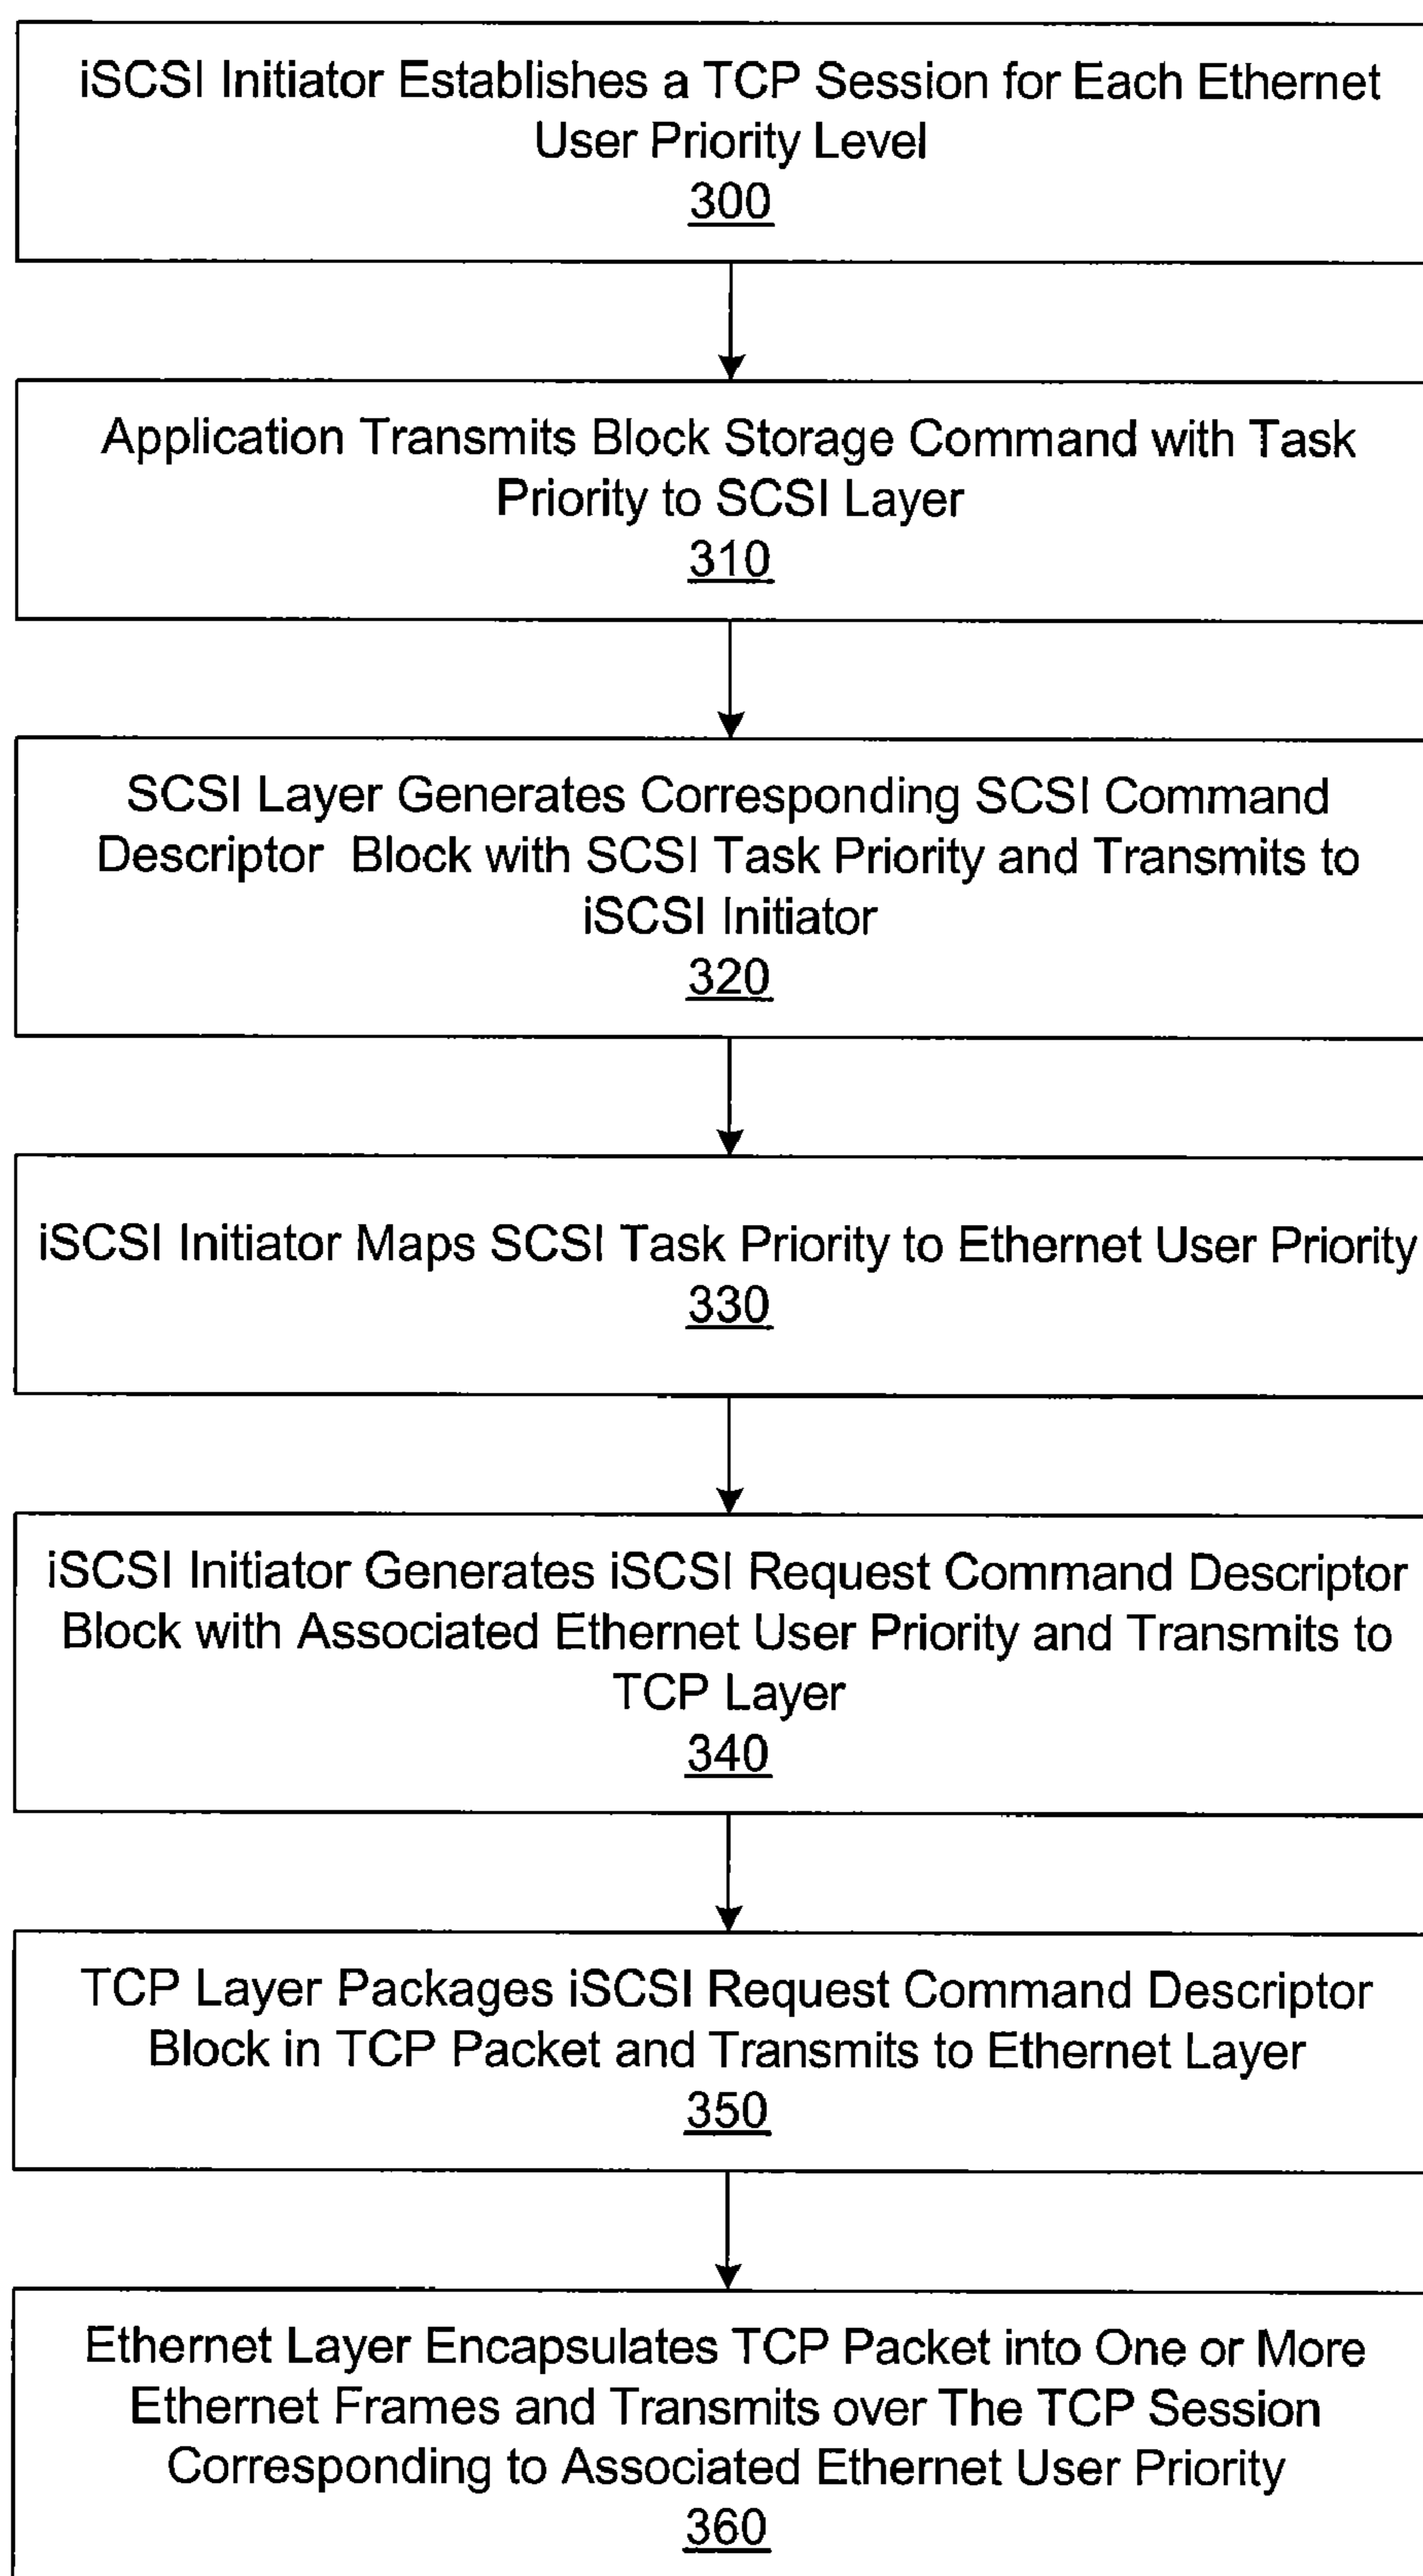 iSCSI Initiator Establishes a TCP Session for Each Ethernet
User Priority Level
300
Application Transmits Block Storage Command with Task
Priority to SCSI Layer
310
SCSI Layer Generates Corresponding SCSI Command
Descriptor Block with SCSI Task Priority and Transmits to
iSCSI Initiator
320
iSCSI Initiator Maps SCSI Task Priority to Ethernet User Priority
330
iSCSI Initiator Generates iSCSI Request Command Descriptor
Block with Associated Ethernet User Priority and Transmits to
TCP Layer
340
TCP Layer Packages iSCSI Request Command Descriptor
Block in TCP Packet and Transmits to Ethernet Layer
350
Ethernet Layer Encapsulates TCP Packet into One or More
Ethernet Frames and Transmits over The TCP Session
Corresponding to Associated Ethernet User Priority
360